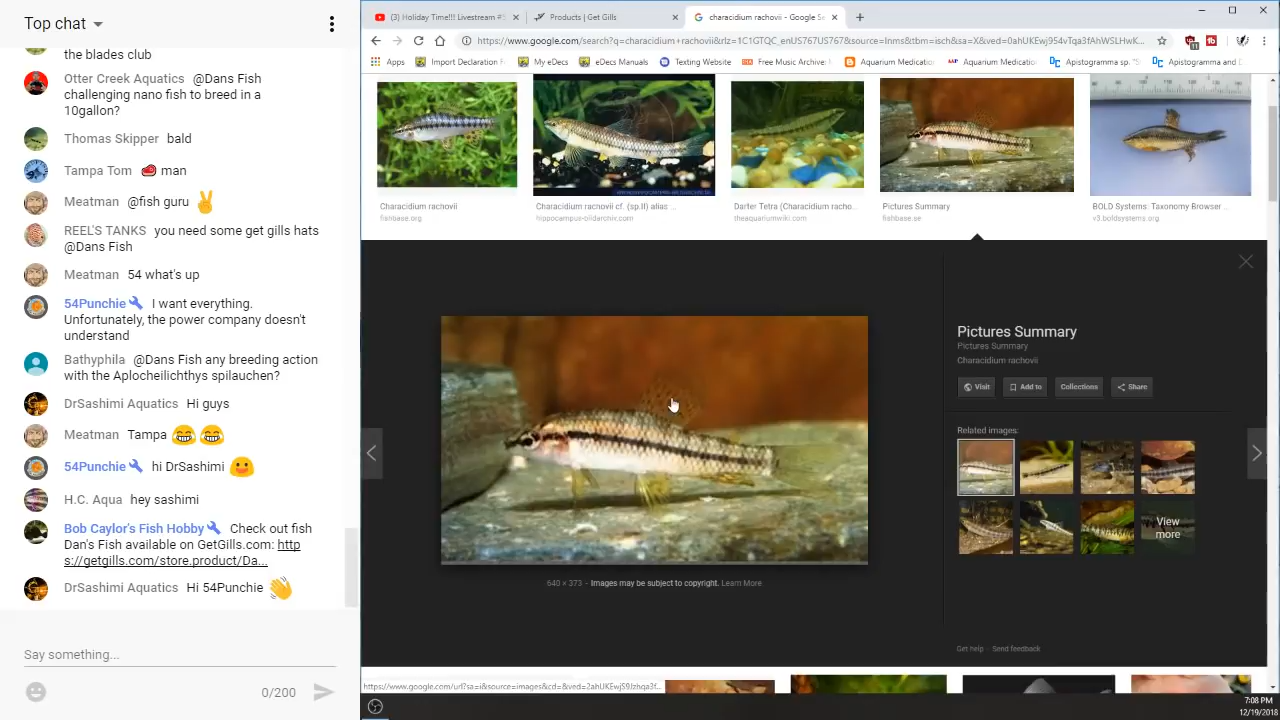 Top chat
the blades club
Otter Creek Aquatics @Dans Fish
challenging nano fish to breed in a
10gallon?
Thomas Skipper bald
Tampa Tom man
Meatman @fish guru
REELS TANKS you need some get gills hats
@Dans Fish
Meatman 54 what's up
54Punchie I want everything.
Unfortunately, the power company doesn't
understand
Bathyphila @Dans Fish any breeding action
with the Aplocheilichthys spilauchen?
DrSashimi Aquatics Hi guys
Meatman Tampa
54Punchie hi DrSashimi
H.C. Aqua hey sashimi
Bob Caylor's Fish Hobby Check out fish
Dan's Fish available on GetGills.com: http
s://getgills.com/store.product/Da...
DrSashimi Aquatics Hi 54Punchie
Say something...
0/200
(3) Holiday Time!!! Livestream #5
Products | Get Gills
characidium rachovii - Google Se
Apps
Import Declaration F
My eDecs
eDecs Manuals
Texting Website
Free Music Archive:
Aquarium Medication
Aquarium Medication
Apistogramma sp. "S
Apistogramma and D
Characidium rachovii
fishbase.org
Characidium rachovii cf. (sp.II) alias ...
hippocampus-bildarchiv.com
Darter Tetra (Characidium racho...
theaquariumwiki.com
Pictures Summary
fishbase.se
BOLD Systems: Taxonomy Browser ...
v3.boldsystems.org
Pictures Summary
Pictures Summary
Characidium rachovii
Visit
Add to
Collections
Share
Related images:
View
more
640 × 373 - Images may be subject to copyright. Learn More
Get help - Send feedback
7:08 PM
12/19/2018